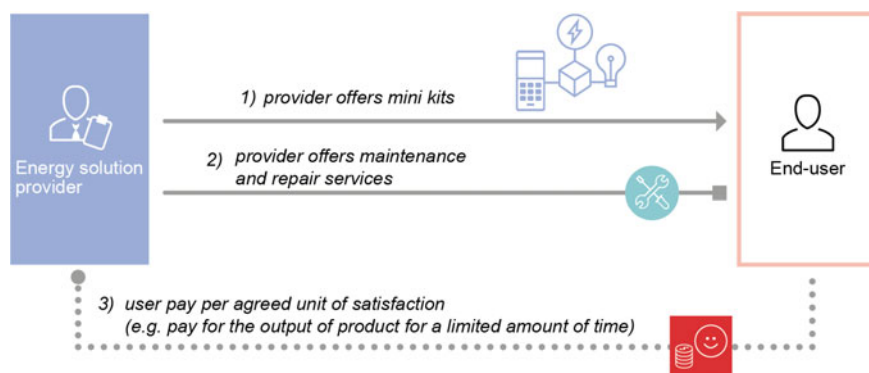 1) provider offers mini kits
Energy solution
provider
2) provider offers maintenance
and repair services
End-user
3) user pay per agreed unit of satisfaction
(e.g. pay for the output of product for a limited amount of time)